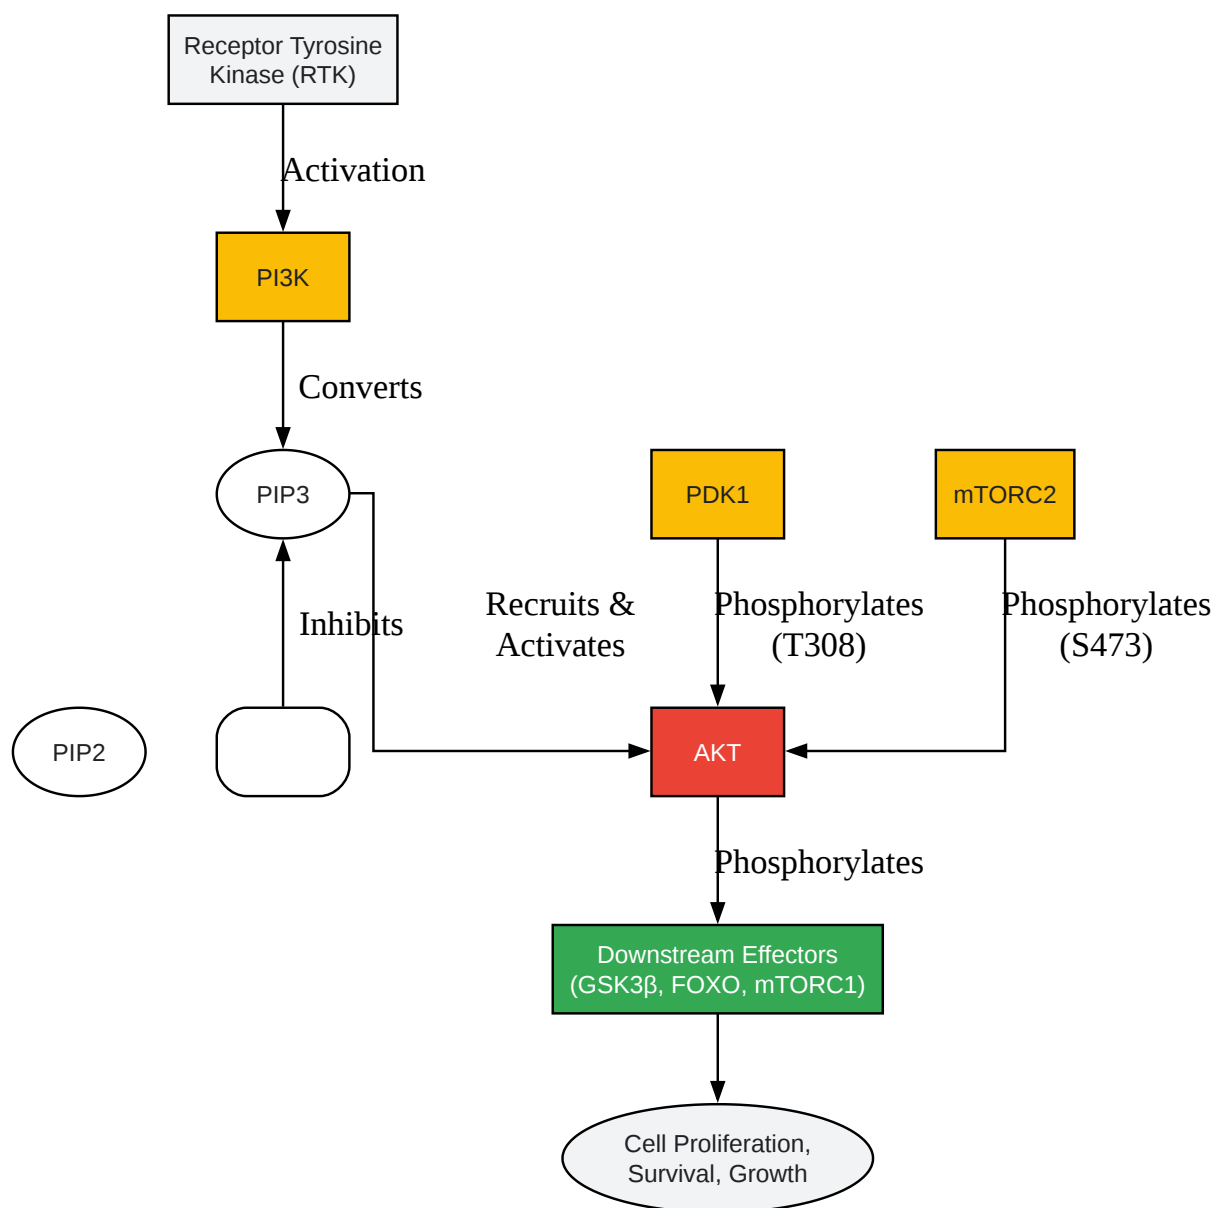 Receptor Tyrosine
Kinase (RTK)
Activation
PI3K
Converts
PIP3
PDK1
mTORC2
Inhibits
Recruits &
Activates
Phosphorylates
(T308)
Phosphorylates
(S473)
PIP2
AKT
Phosphorylates
Downstream Effectors
(GSK3β, FOXO, mTORC1)
Cell Proliferation,
Survival, Growth